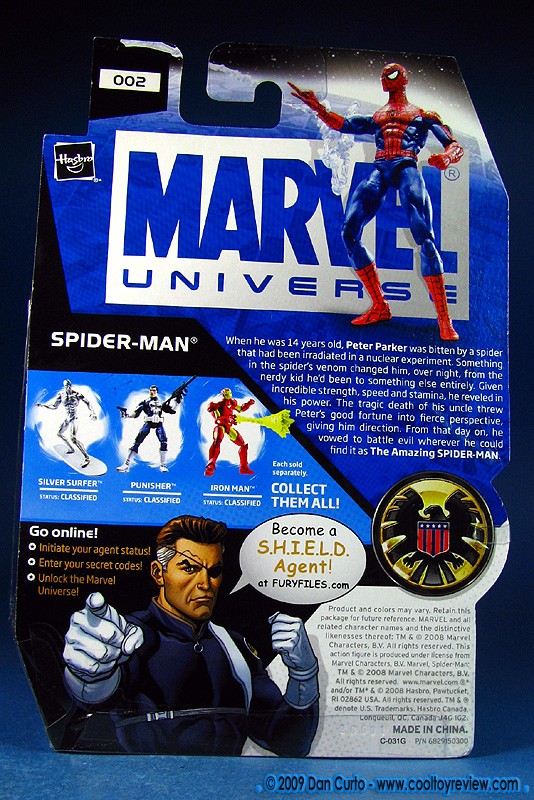 002
Hasbro
®
MARVEL®
UNIVERSE
SPIDER-MAN®
When he was 14 years old, Peter Parker was bitten by a spider
that had been irradiated in a nuclear experiment. Something
in the spider's venom changed him, over night, from the
nerdy kid he'd been to something else entirely. Given
incredible strength, speed and stamina, he reveled in
his power. The tragic death of his uncle threw
Peter's good fortune into fierce perspective,
giving him direction. From that day on, he
vowed to battle evil wherever he could
find it as The Amazing SPIDER-MAN.
SILVER SURFER™
STATUS: CLASSIFIED
PUNISHER™
STATUS: CLASSIFIED
IRON MAN™
STATUS: CLASSIFIED
Each sold
separately.
COLLECT
THEM ALL!
Go online!
Initiate your agent status!
Enter your secret codes!
Unlock the Marvel
Universe!
Become a
S.H.I.E.L.D.
Agent!
at FURYFILES.com
Product and colors may vary. Retain this
package for future reference. MARVEL and all
related character names and the distinctive
likenesses thereof: TM & © 2008 Marvel
Characters, B.V. All rights reserved. This
action figure is produced under license from
Marvel Characters, B.V. Marvel, Spider-Man:
TM & © 2008 Marvel Characters, B.V.
All rights reserved. www.marvel.com ®*
and/or TM* & © 2008 Hasbro, Pawtucket,
RI 02862 USA. All rights reserved. TM & ®
denote U.S. Trademarks. Hasbro Canada,
Longueuil, QC, Canada J4G 1G2.
MADE IN CHINA.
C-031G P/N 6829150300
© 2009 Dan Curto - www.cooltoyreview.com